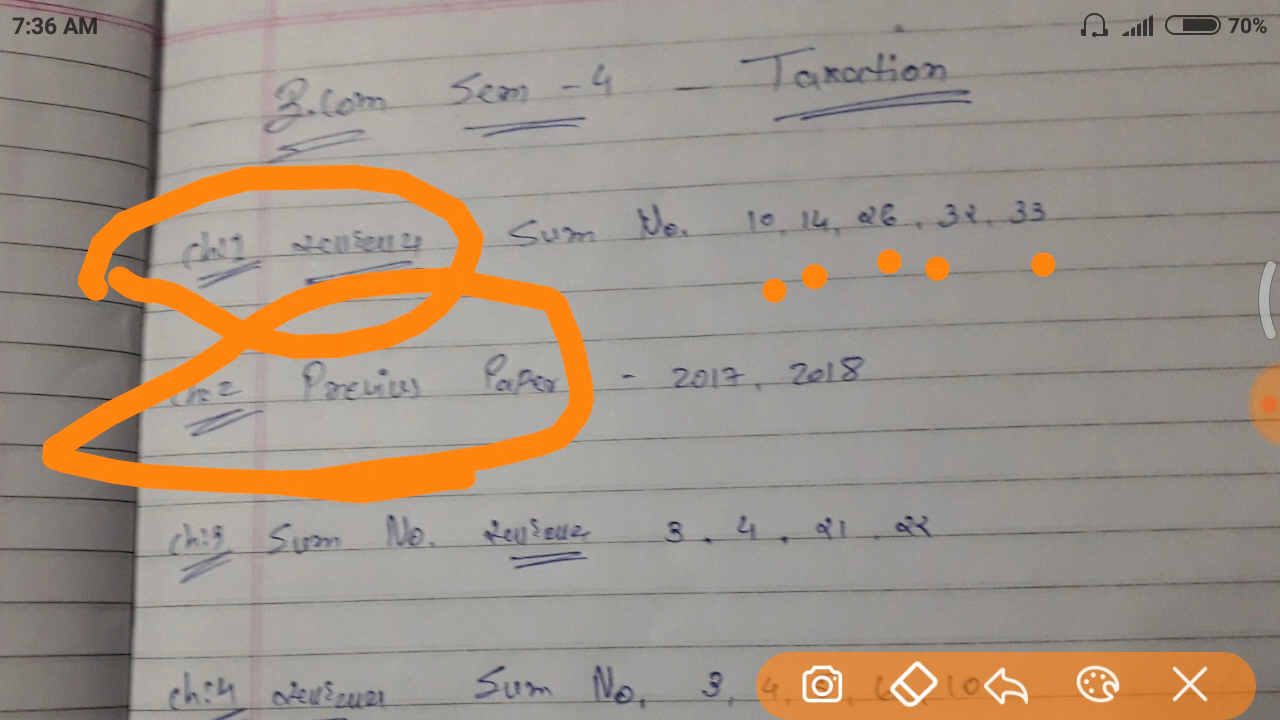 7:36 AM 70%
B.com Sem - 4 - Taxation
ch:1 Sum No. 10, 14, 26, 32, 33
ch:2 Previus Paper - 2017, 2018
ch:3 Sum No. 3, 4, 21, 22
ch:4 Sum No. 3, 4, 10